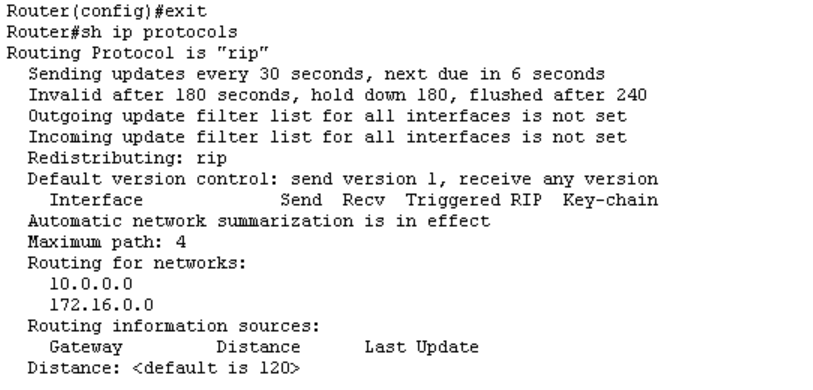 Router(config)#exit
Router#sh ip protocols
Routing Protocol is "rip"
Sending updates every 30 seconds, next due in 6 seconds
Invalid after 180 seconds, hold down 180, flushed after 240
Outgoing update filter list for all interfaces is not set
Incoming update filter list for all interfaces is not set
Redistributing: rip
Default version control: send version 1, receive any version
Interface Send Recv Triggered RIP Key-chain
Automatic network summarization is in effect
Maximum path: 4
Routing for networks:
10.0.0.0
172.16.0.0
Routing information sources:
Gateway Distance Last Update
Distance: <default is 120>